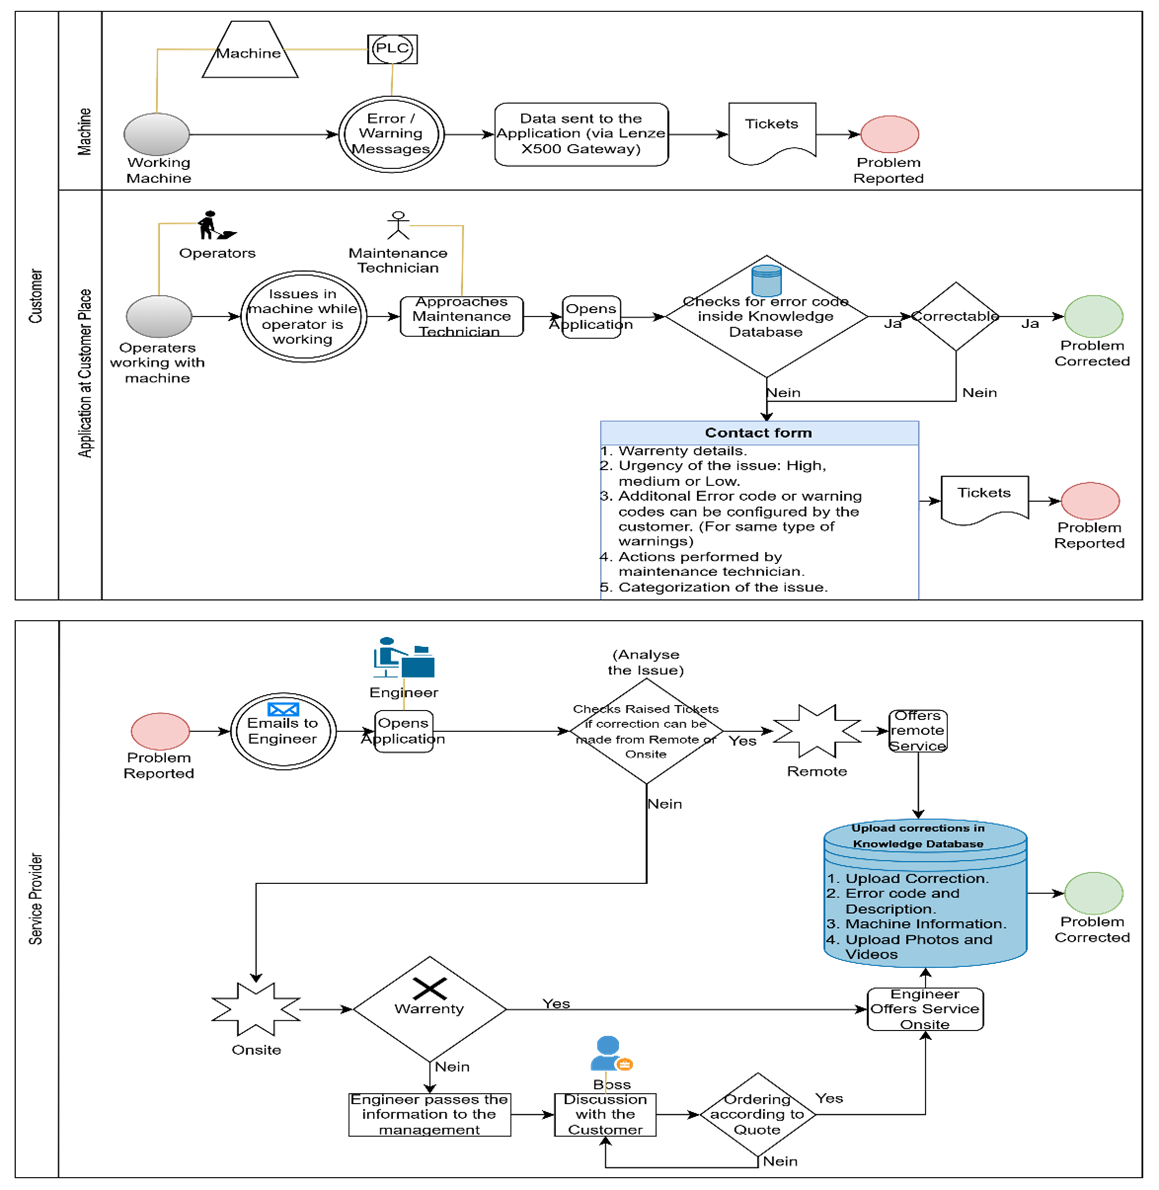 Customer
Machine
Machine
PLC
Working
Machine
Error /
Warning
Messages
Data sent to the
Application (via Lenze
X500 Gateway)
Tickets
Problem
Reported
Application at Customer Place
Operators
Maintenance
Technician
Operaters
working with
machine
Issues in
machine while
operator is
working
Approaches
Maintenance
Technician
Opens
Application
Checks for error code
inside Knowledge
Database
Ja
Correctable
Ja
Problem
Corrected
Nein
Nein
Contact form
1. Warrenty details.
2. Urgency of the issue: High,
medium or Low.
3. Additonal Error code or warning
codes can be configured by the
customer. (For same type of
warnings)
4. Actions performed by
maintenance technician.
5. Categorization of the issue.
Tickets
Problem
Reported
Service Provider
Problem
Reported
Emails to
Engineer
Engineer
Opens
Application
(Analyse
the Issue)
Checks Raised Tickets
if correction can be
made from Remote or
Onsite
Yes
Remote
Offers
remote
Service
Nein
Upload corrections in
Knowledge Database
1. Upload Correction.
2. Error code and
Description.
3. Machine Information.
4. Upload Photos and
Videos
Problem
Corrected
Onsite
Warrenty
Yes
Engineer
Offers Service
Onsite
Nein
Engineer passes the
information to the
management
Boss
Discussion
with the
Customer
Ordering
according to
Quote
Yes
Nein